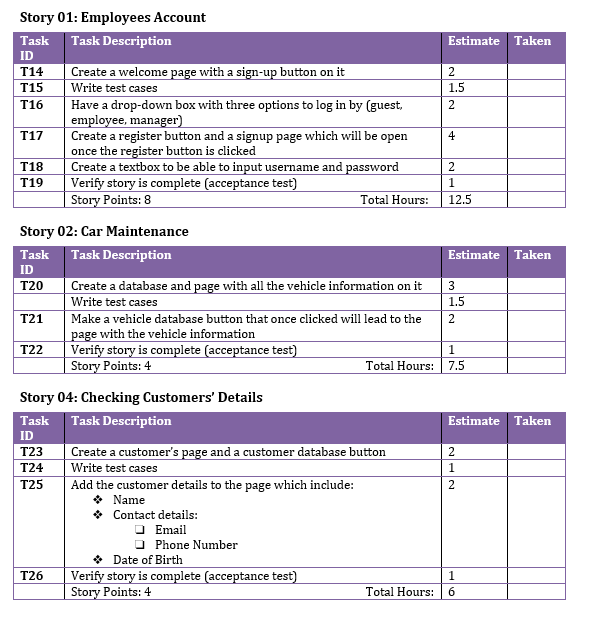 Story 01: Employees Account
Task Task Description Estimate Taken
ID
T14 Create a welcome page with a sign-up button on it 2
T15 Write test cases 1.5
T16 Have a drop-down box with three options to log in by (guest, 2
employee, manager)
T17 Create a register button and a signup page which will be open 4
once the register button is clicked
T18 Create a textbox to be able to input username and password 2
T19 Verify story is complete (acceptance test) 1
Story Points: 8 Total Hours: 12.5
Story 02: Car Maintenance
Task Task Description Estimate Taken
ID
T20 Create a database and page with all the vehicle information on it 3
Write test cases 1.5
T21 Make a vehicle database button that once clicked will lead to the 2
page with the vehicle information
T22 Verify story is complete (acceptance test) 1
Story Points: 4 Total Hours: 7.5
Story 04: Checking Customers’ Details
Task Task Description Estimate Taken
ID
T23 Create a customer's page and a customer database button 2
T24 Write test cases 1
T25 Add the customer details to the page which include: 2
❖ Name
❖ Contact details:
❑ Email
❑ Phone Number
❖ Date of Birth
T26 Verify story is complete (acceptance test) 1
Story Points: 4 Total Hours: 6